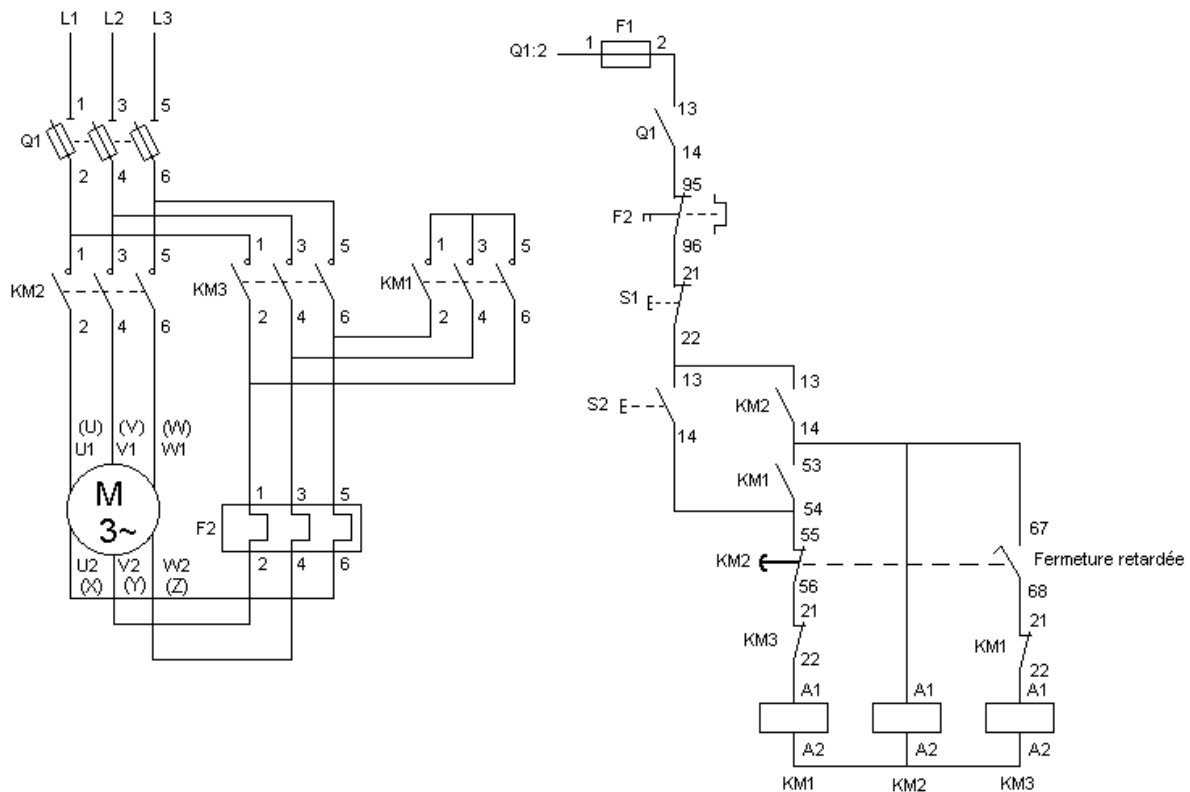 L1 L2 L3
1 3 5
Q1
2 4 6
1 3 5
KM2
2 4 6
1 3 5
KM3
2 4 6
1 3 5
KM1
2 4 6
(U) (V) (W)
U1 V1 W1
M
3~
U2 V2 W2
(X) (Y) (Z)
1 3 5
F2
2 4 6
F1
Q1:2 1 2
13
Q1
14
95
F2
96
21
S1
22
13
S2
14
13
KM2
14
53
KM1
54
55
KM2
56
67
Fermeture retardée
68
21
KM3
22
21
KM1
22
A1 A1 A1
A2 A2 A2
KM1 KM2 KM3